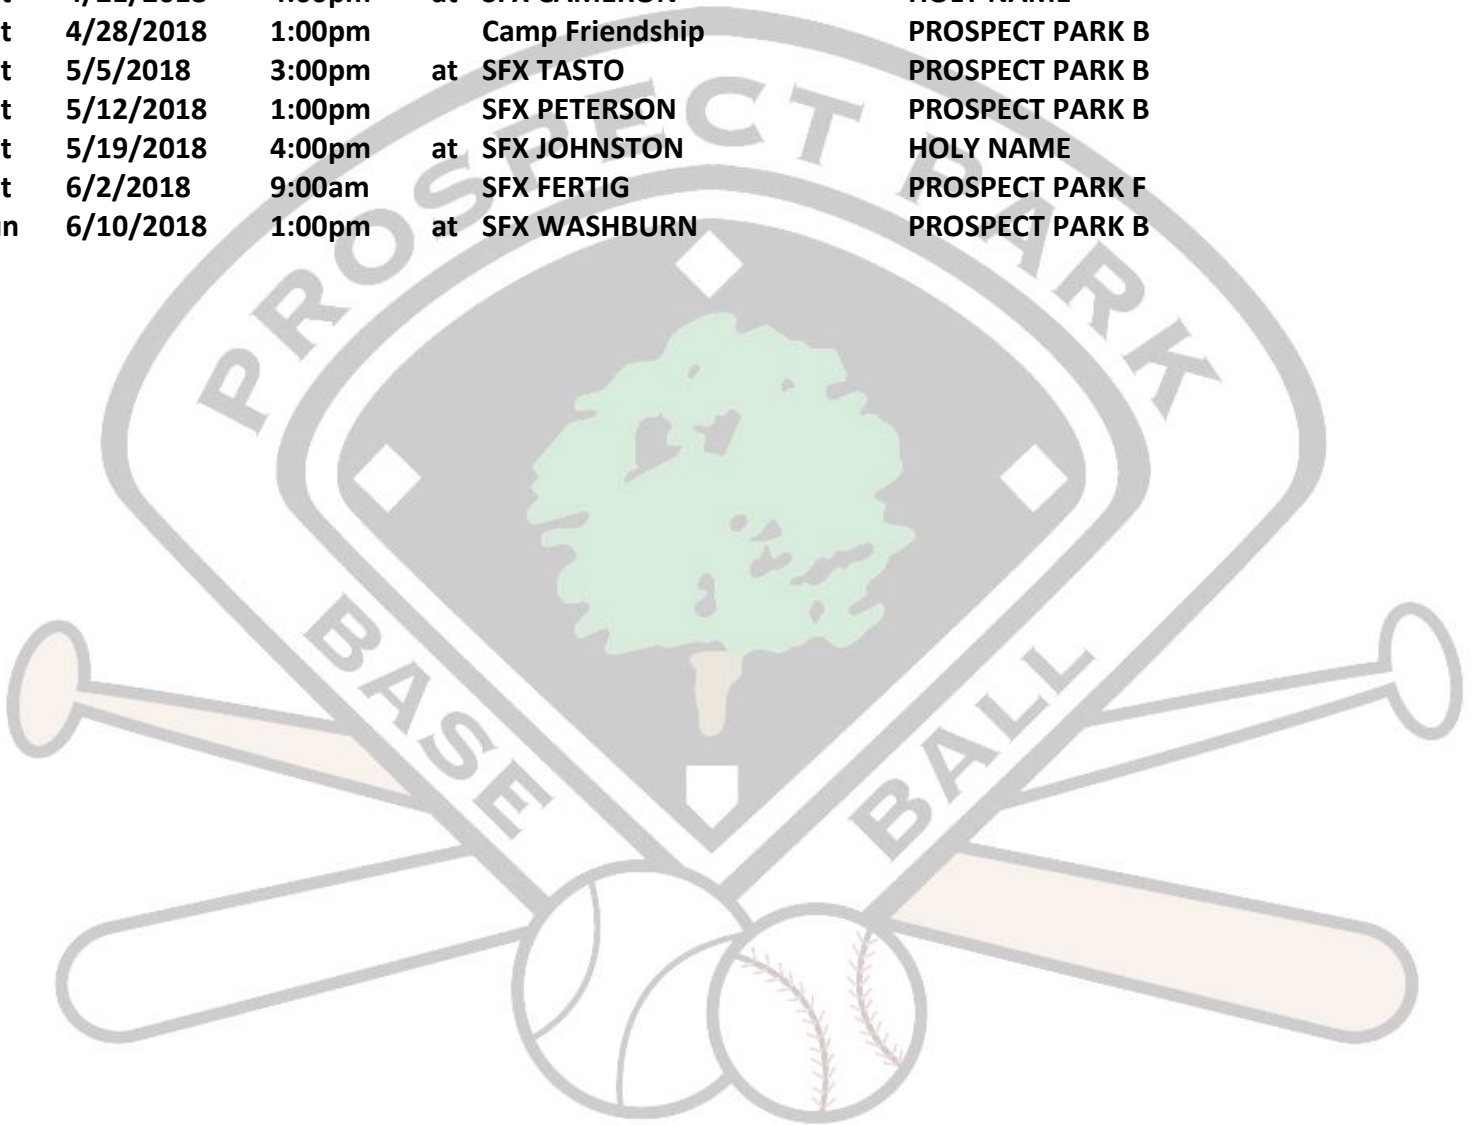 t 4/28/2018 1:00pm Camp Friendship PROSPECT PARK B
t 5/5/2018 3:00pm at SFX TASTO PROSPECT PARK B
t 5/12/2018 1:00pm SFX PETERSON PROSPECT PARK B
t 5/19/2018 4:00pm at SFX JOHNSTON HOLY NAME
t 6/2/2018 9:00am SFX FERTIG PROSPECT PARK F
n 6/10/2018 1:00pm at SFX WASHBURN PROSPECT PARK B
PROSPECT PARK
BASE BALL